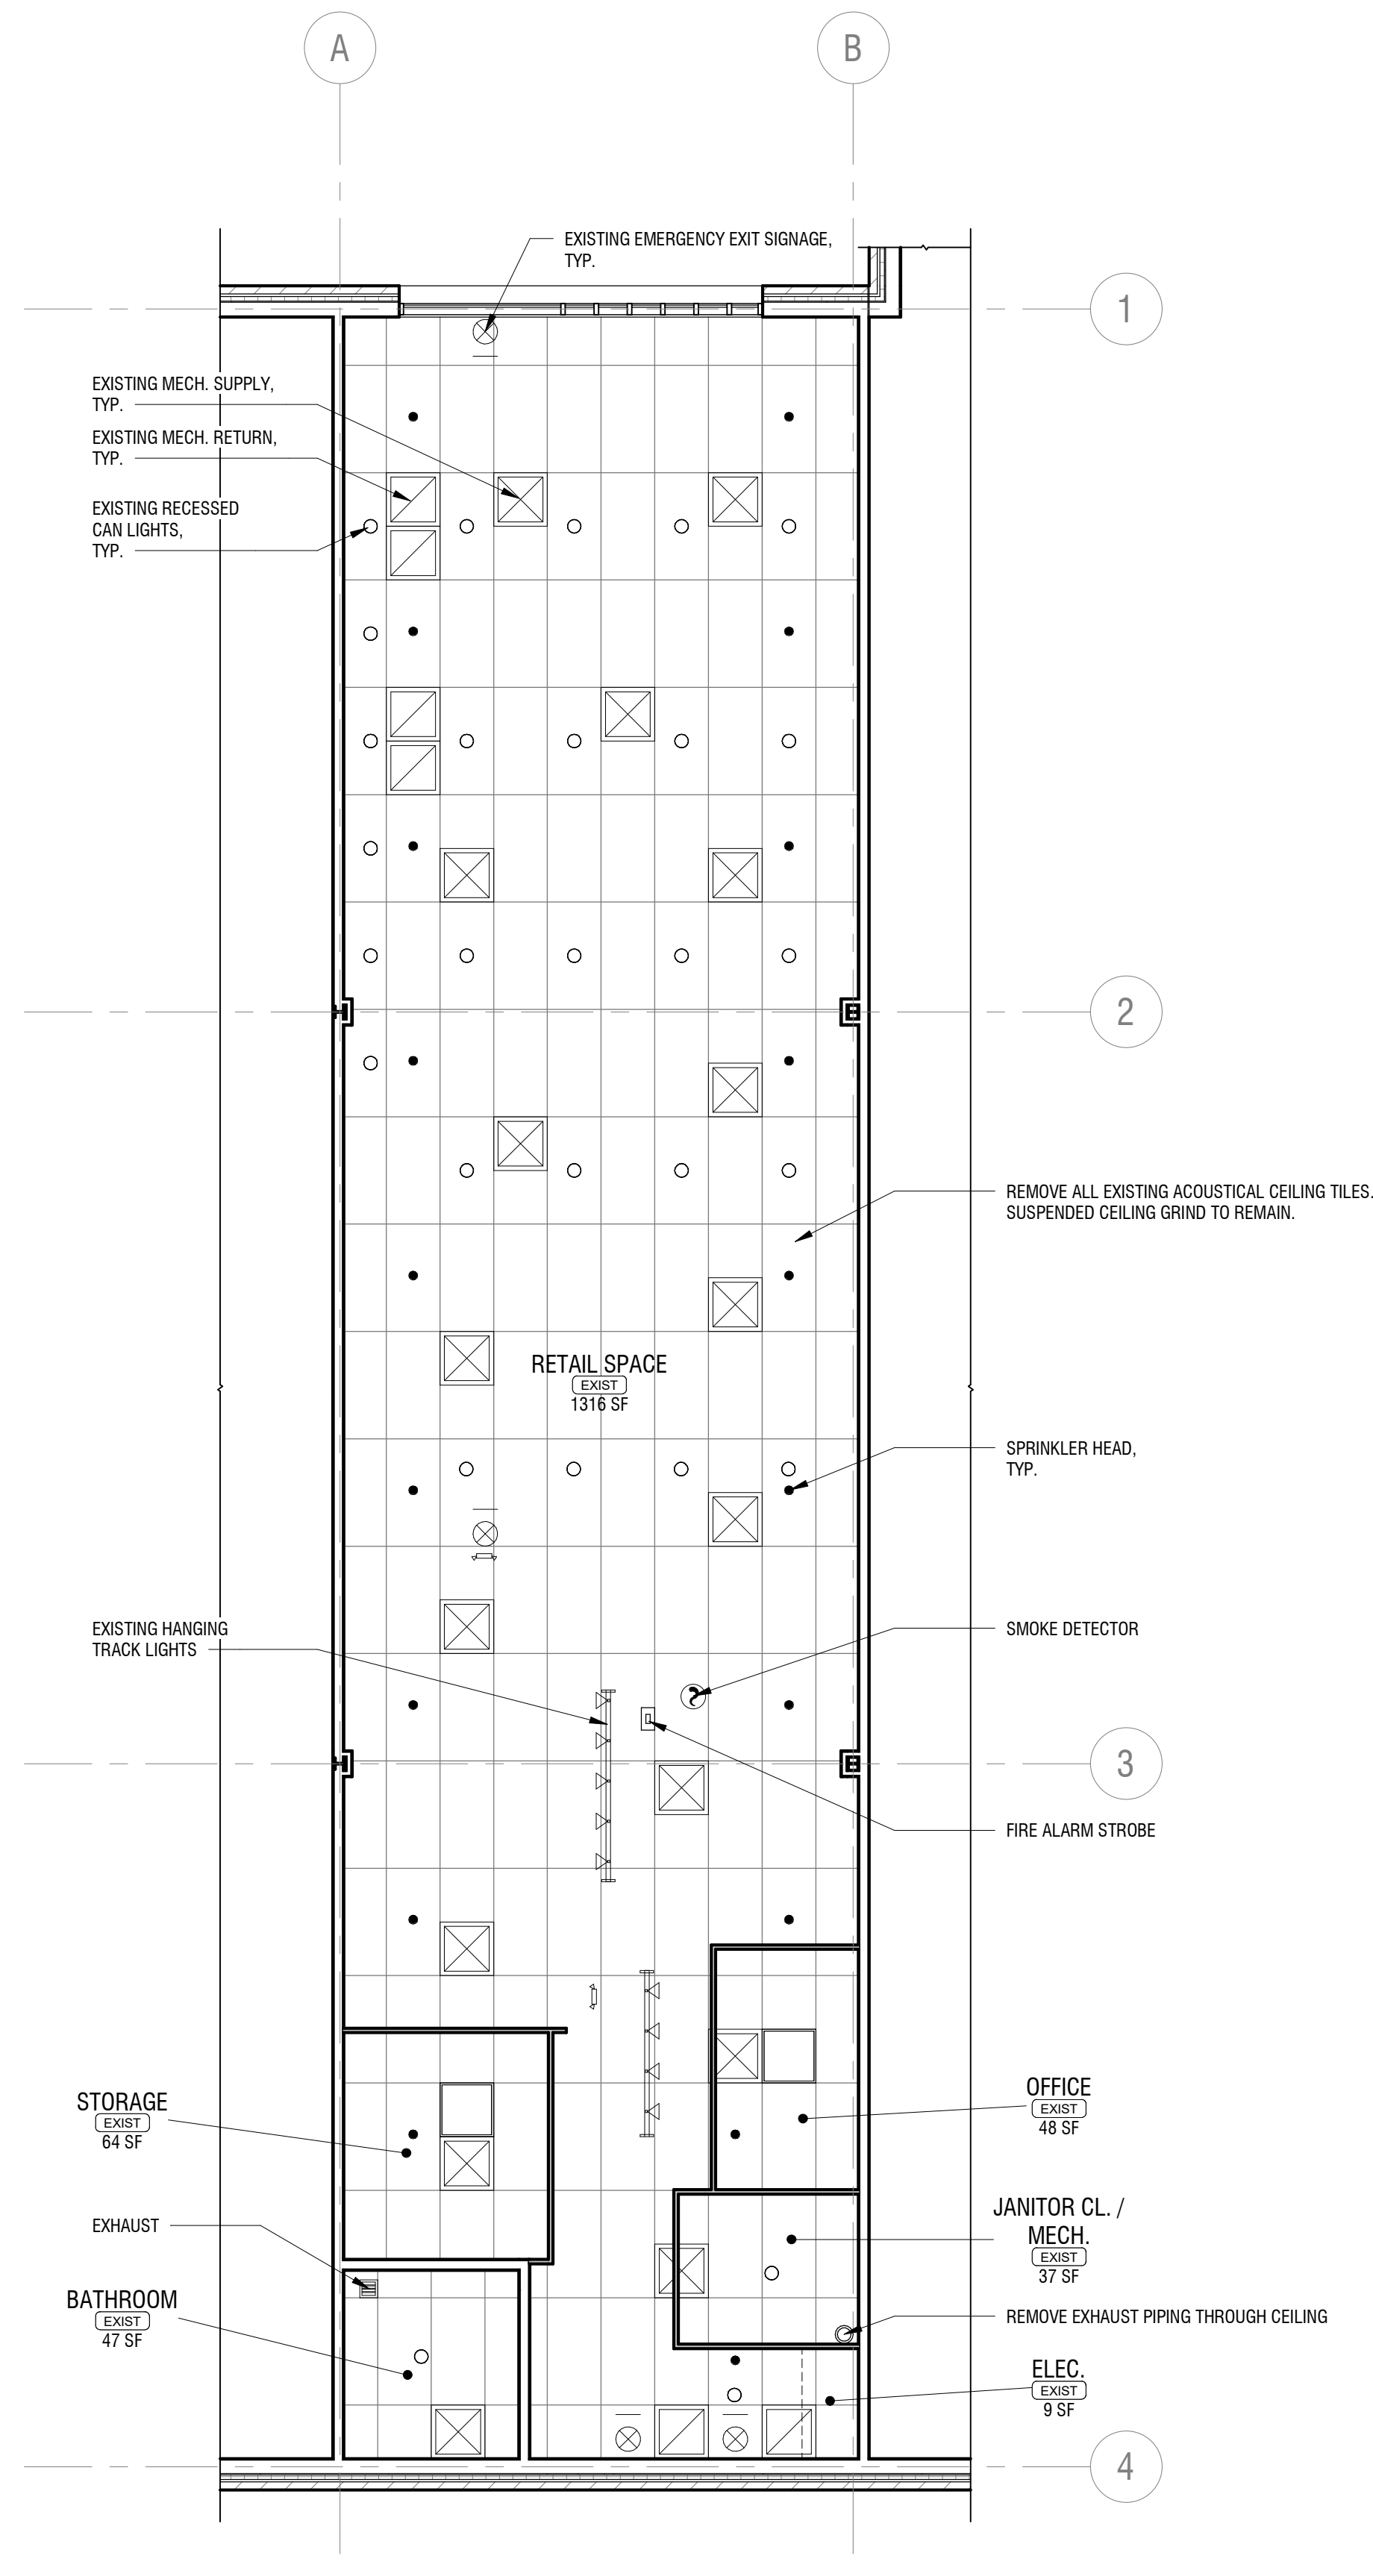 A
B
EXISTING EMERGENCY EXIT SIGNAGE,
TYP.
1
EXISTING MECH. SUPPLY,
TYP.
EXISTING MECH. RETURN,
TYP.
EXISTING RECESSED
CAN LIGHTS,
TYP.
2
REMOVE ALL EXISTING ACOUSTICAL CEILING TILES.
SUSPENDED CEILING GRIND TO REMAIN.
RETAIL SPACE
EXIST
1316 SF
SPRINKLER HEAD,
TYP.
EXISTING HANGING
TRACK LIGHTS
SMOKE DETECTOR
3
FIRE ALARM STROBE
STORAGE
EXIST
64 SF
OFFICE
EXIST
48 SF
EXHAUST
JANITOR CL. /
MECH.
EXIST
37 SF
BATHROOM
EXIST
47 SF
REMOVE EXHAUST PIPING THROUGH CEILING
ELEC.
EXIST
9 SF
4